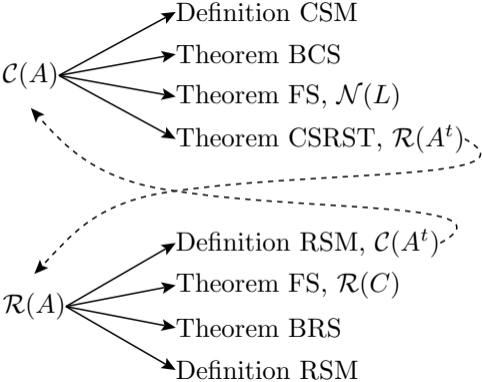 Definition CSM
Theorem BCS
𝒞(A)
Theorem FS, 𝒩(L)
Theorem CSRST, ℛ(Aᵗ)
Definition RSM, 𝒞(Aᵗ)
Theorem FS, ℛ(C)
ℛ(A)
Theorem BRS
Definition RSM